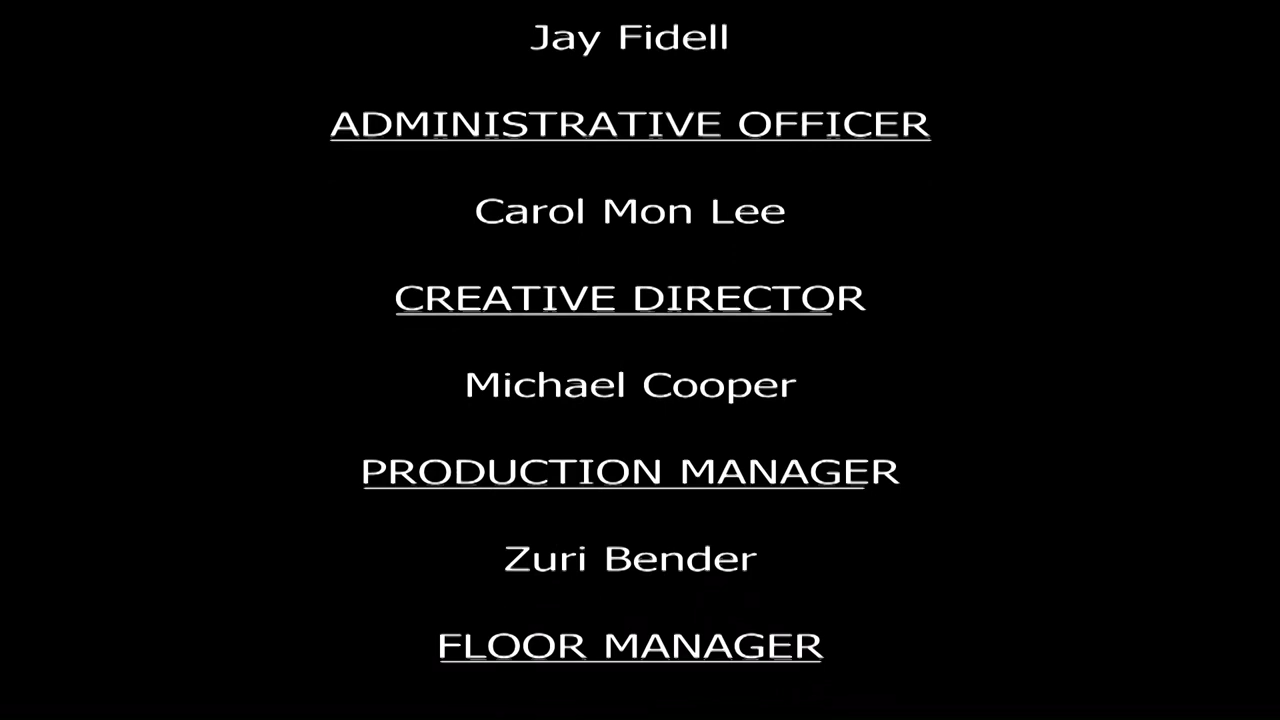 Jay Fidell
ADMINISTRATIVE OFFICER
Carol Mon Lee
CREATIVE DIRECTOR
Michael Cooper
PRODUCTION MANAGER
Zuri Bender
FLOOR MANAGER